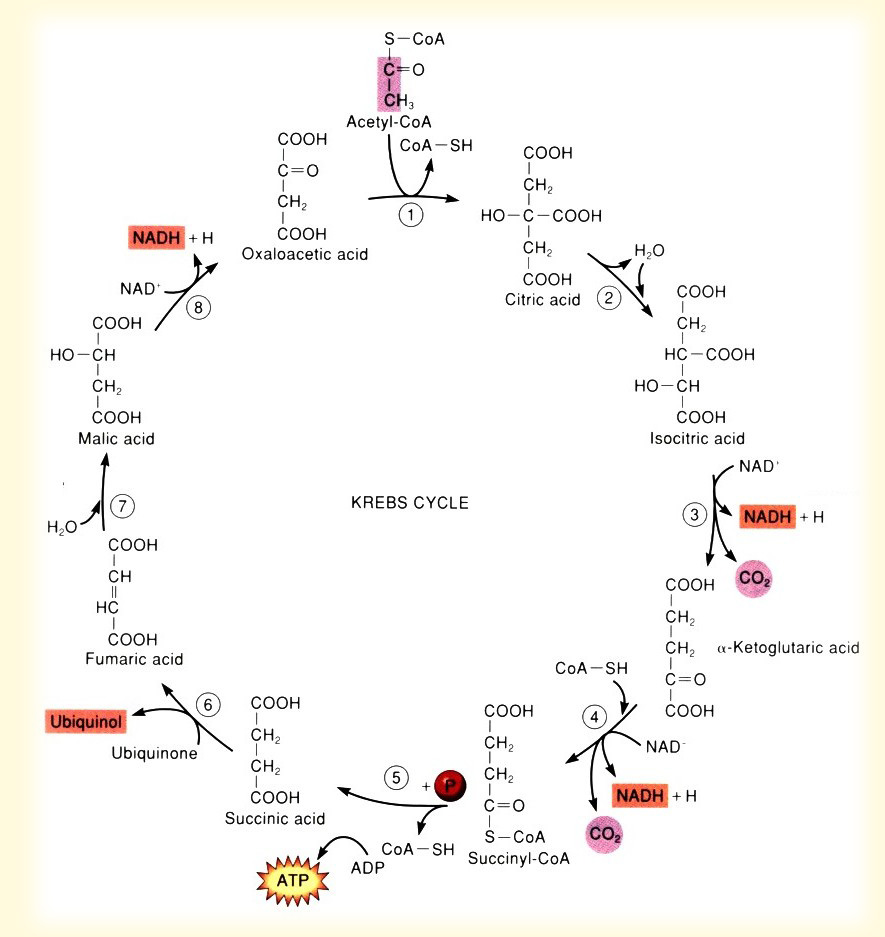 S—CoA
C=O
CH₃
Acetyl-CoA
CoA—SH
1
COOH
C=O
CH₂
COOH
Oxaloacetic acid
COOH
CH₂
HO—C—COOH
CH₂
COOH
Citric acid
2
H₂O
COOH
CH₂
HC—COOH
HO—CH
COOH
Isocitric acid
NAD⁺
3
NADH + H
CO₂
COOH
CH₂
CH₂
C=O
COOH
α-Ketoglutaric acid
CoA—SH
4
NAD⁻
NADH + H
CO₂
COOH
CH₂
CH₂
C=O
S—CoA
Succinyl-CoA
5
+ P
CoA—SH
ADP
ATP
COOH
CH₂
CH₂
COOH
Succinic acid
6
Ubiquinol
Ubiquinone
COOH
CH
HC
COOH
Fumaric acid
7
H₂O
COOH
HO—CH
CH₂
COOH
Malic acid
8
NAD⁺
NADH + H
KREBS CYCLE